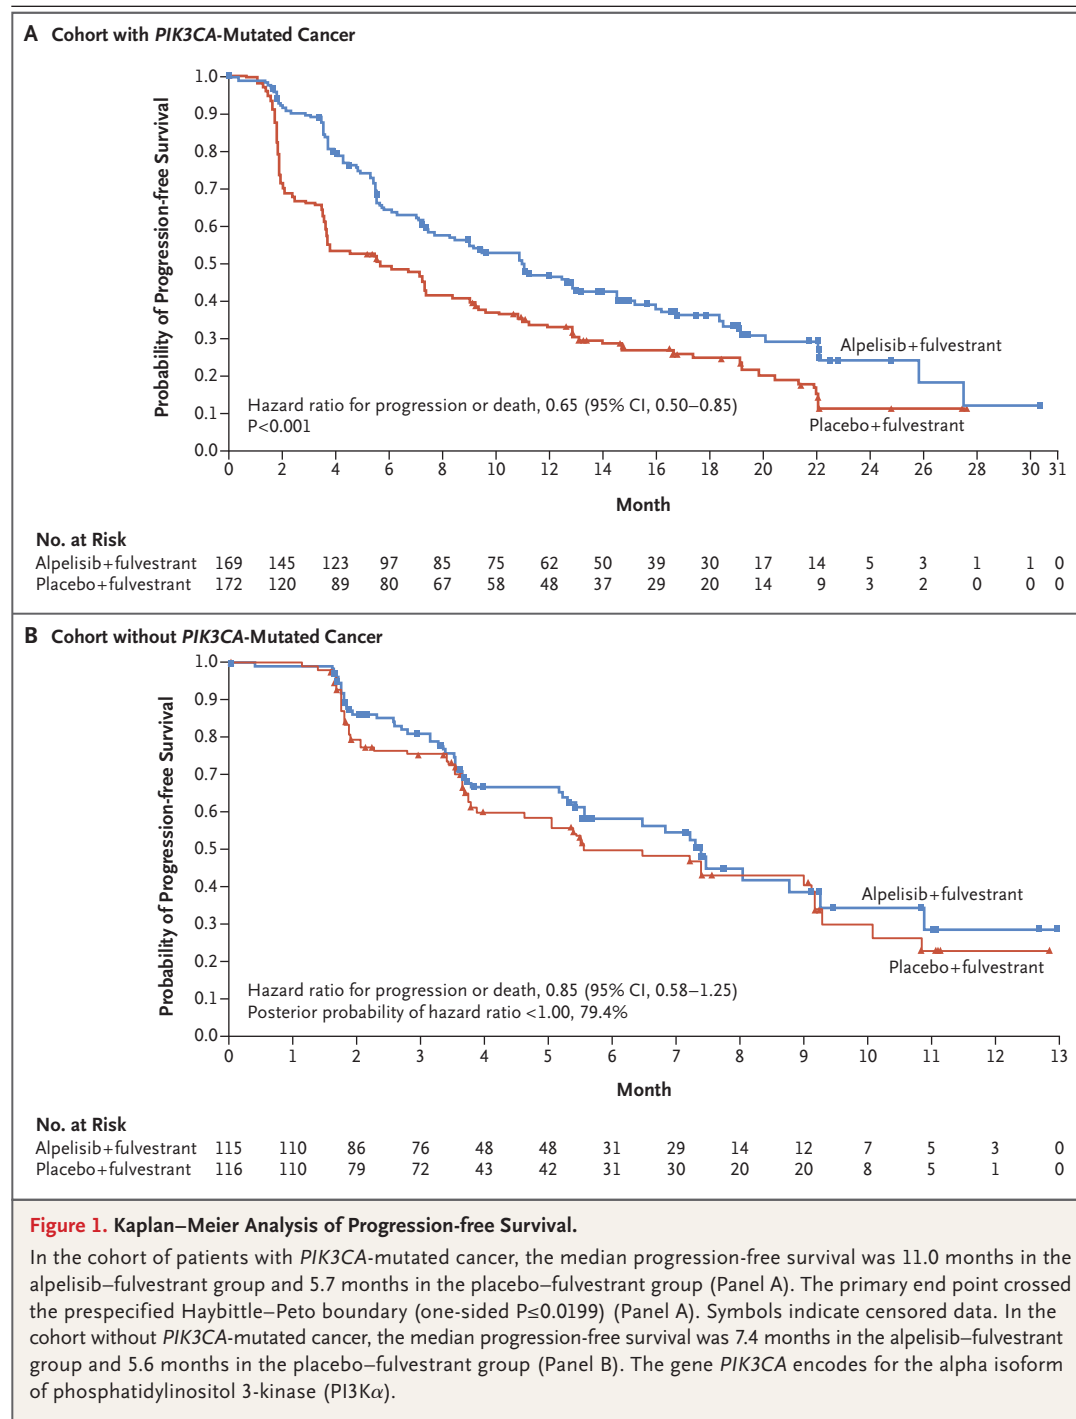 A Cohort with PIK3CA-Mutated Cancer
Probability of Progression-free Survival
1.0
0.9
0.8
0.7
0.6
0.5
0.4
0.3
0.2
0.1
0.0
Alpelisib+fulvestrant
Placebo+fulvestrant
Hazard ratio for progression or death, 0.65 (95% CI, 0.50–0.85)
P<0.001
0 2 4 6 8 10 12 14 16 18 20 22 24 26 28 30 31
Month
No. at Risk
Alpelisib+fulvestrant 169 145 123 97 85 75 62 50 39 30 17 14 5 3 1 1 0
Placebo+fulvestrant 172 120 89 80 67 58 48 37 29 20 14 9 3 2 0 0 0
B Cohort without PIK3CA-Mutated Cancer
Probability of Progression-free Survival
1.0
0.9
0.8
0.7
0.6
0.5
0.4
0.3
0.2
0.1
0.0
Alpelisib+fulvestrant
Placebo+fulvestrant
Hazard ratio for progression or death, 0.85 (95% CI, 0.58–1.25)
Posterior probability of hazard ratio <1.00, 79.4%
0 1 2 3 4 5 6 7 8 9 10 11 12 13
Month
No. at Risk
Alpelisib+fulvestrant 115 110 86 76 48 48 31 29 14 12 7 5 3 0
Placebo+fulvestrant 116 110 79 72 43 42 31 30 20 20 8 5 1 0
Figure 1. Kaplan–Meier Analysis of Progression-free Survival.
In the cohort of patients with PIK3CA-mutated cancer, the median progression-free survival was 11.0 months in the
alpelisib–fulvestrant group and 5.7 months in the placebo–fulvestrant group (Panel A). The primary end point crossed
the prespecified Haybittle–Peto boundary (one-sided P≤0.0199) (Panel A). Symbols indicate censored data. In the
cohort without PIK3CA-mutated cancer, the median progression-free survival was 7.4 months in the alpelisib–fulvestrant
group and 5.6 months in the placebo–fulvestrant group (Panel B). The gene PIK3CA encodes for the alpha isoform
of phosphatidylinositol 3-kinase (PI3Kα).